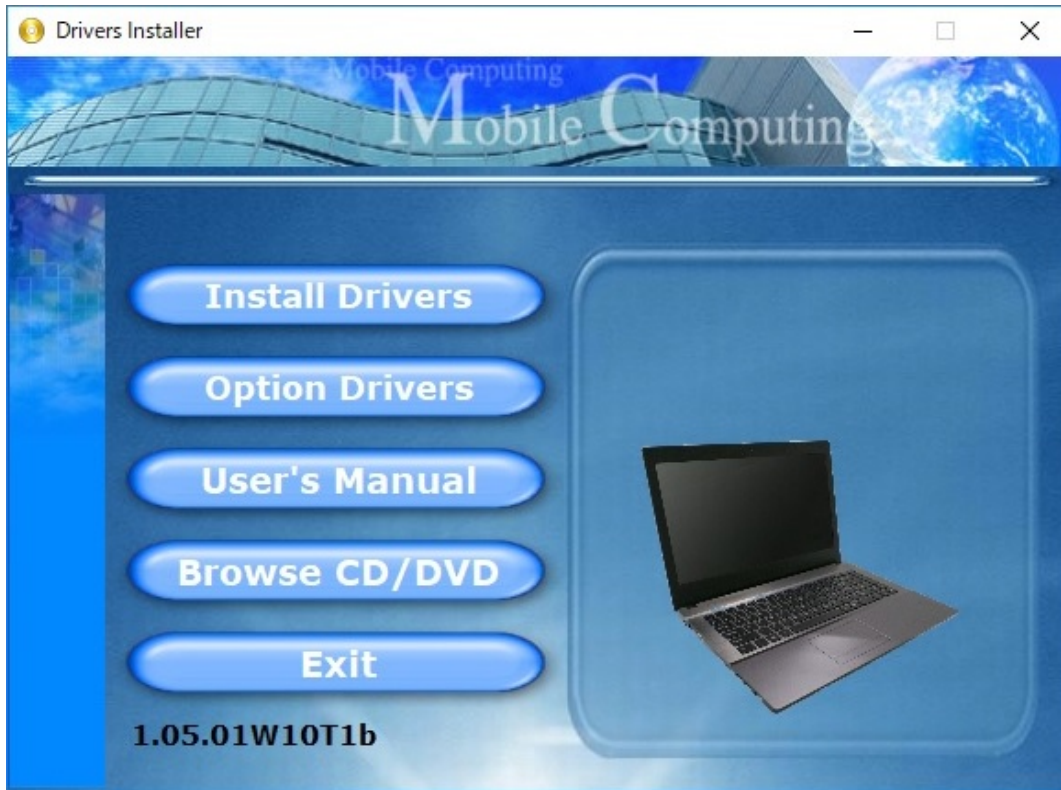 Drivers Installer
Mobile Computing
Mobile Computing
Install Drivers
Option Drivers
User's Manual
Browse CD/DVD
Exit
1.05.01W10T1b